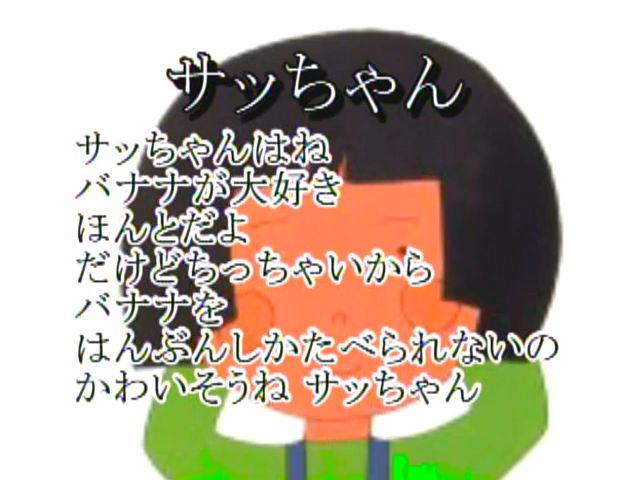 サッちゃん
サッちゃんはね
バナナが大好き
ほんとだよ
だけどちっちゃいから
バナナを
はんぶんしかたべられないの
かわいそうね サッちゃん